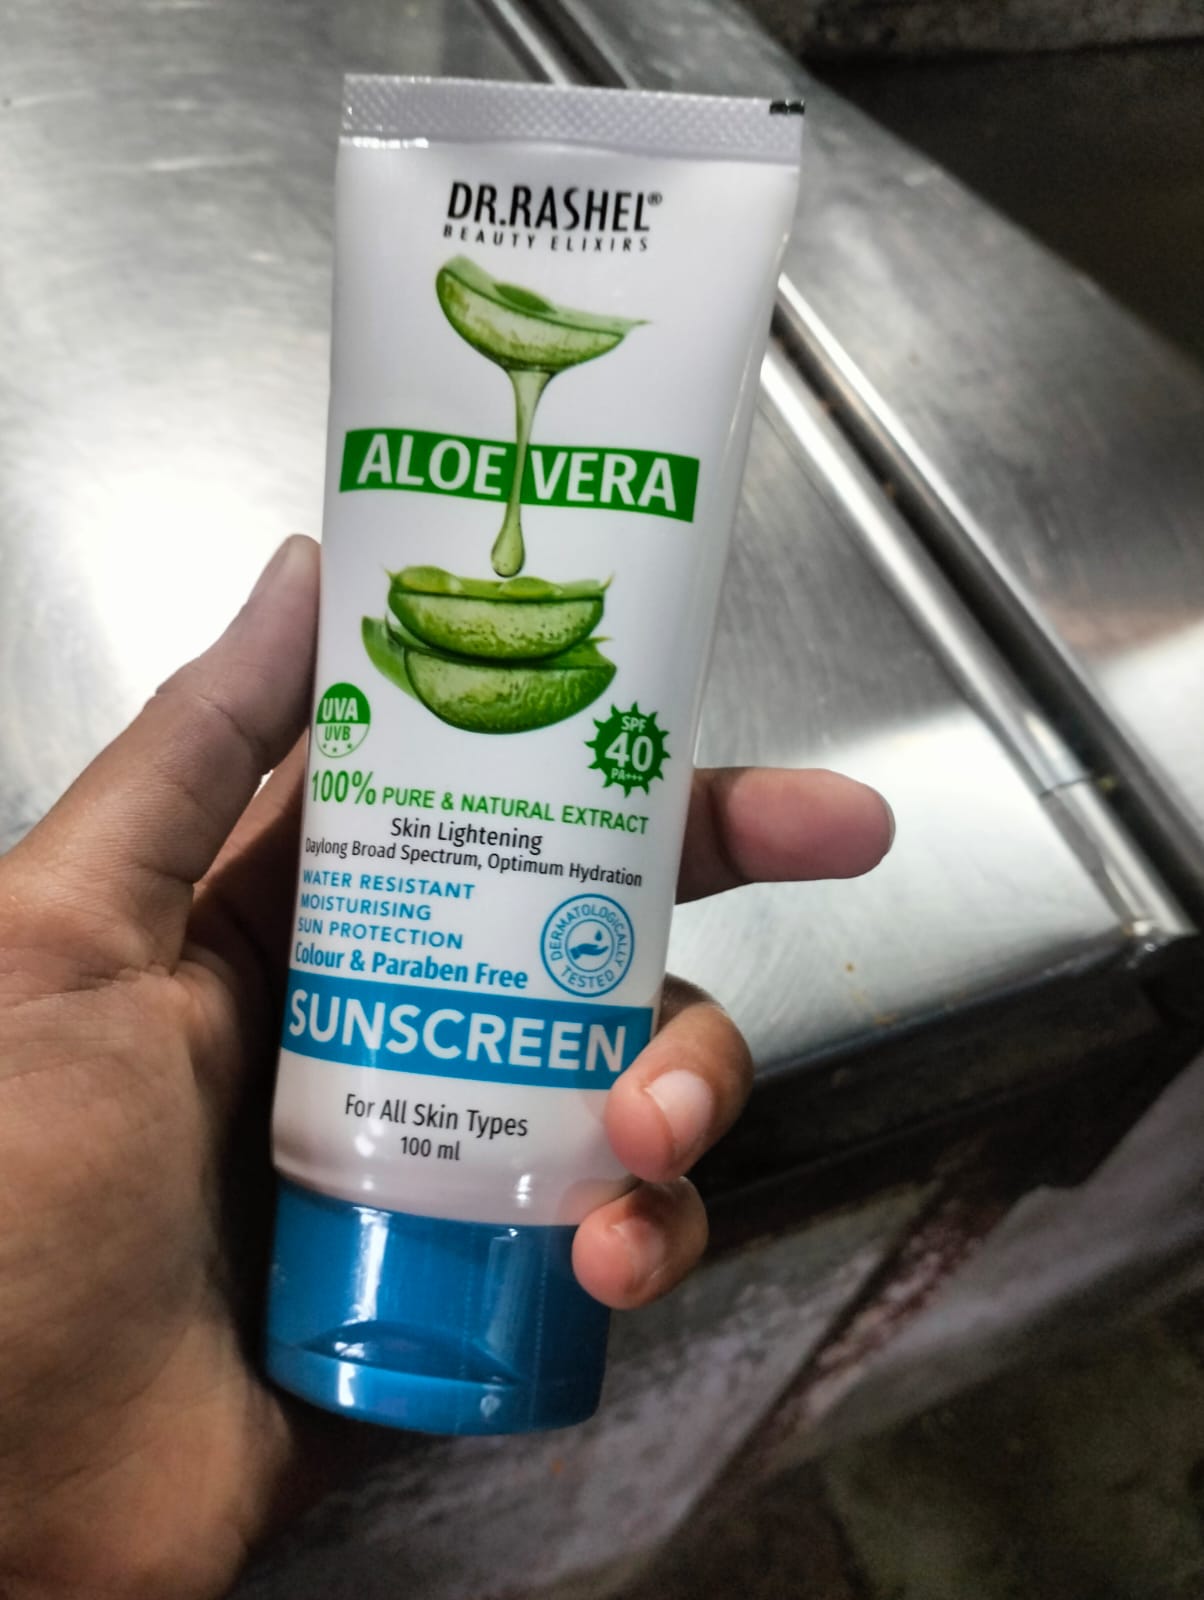 DR.RASHEL®
BEAUTY ELIXIRS
ALOE VERA
UVA
UVB
SPF
40
PA+++
100% PURE & NATURAL EXTRACT
Skin Lightening
Daylong Broad Spectrum, Optimum Hydration
WATER RESISTANT
MOISTURISING
SUN PROTECTION
Colour & Paraben Free
DERMATOLOGICALLY
TESTED
SUNSCREEN
For All Skin Types
100 ml